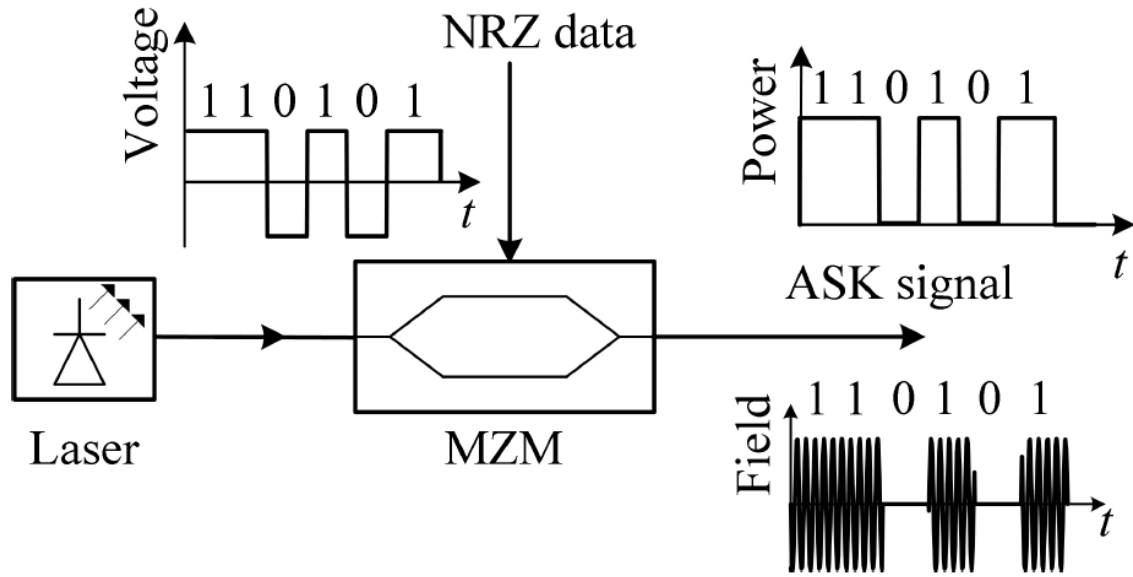 NRZ data
Voltage
1 1 0 1 0 1
t
Power
1 1 0 1 0 1
t
ASK signal
Laser
MZM
Field
1 1 0 1 0 1
t